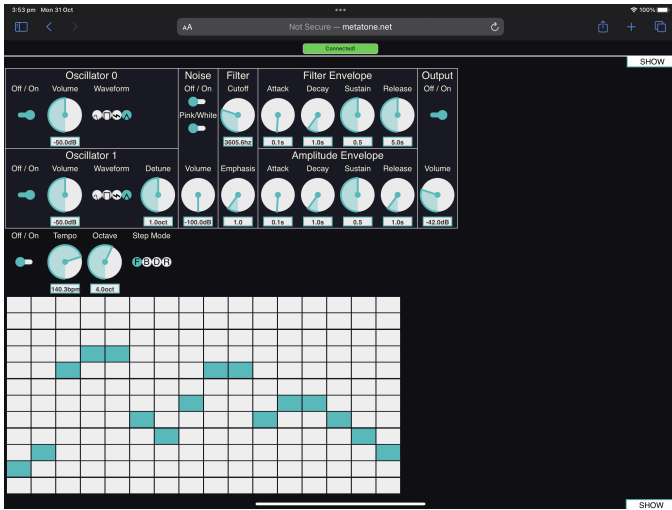 3:53 pm Mon 31 Oct
100%
AA
Not Secure — metatone.net
Connected!
SHOW
Oscillator 0
Noise
Filter
Filter Envelope
Output
Off / On
Volume
Waveform
Off / On
Cutoff
Attack
Decay
Sustain
Release
Off / On
Pink/White
-50.0dB
3605.6hz
0.1s
1.0s
0.5
5.0s
Oscillator 1
Amplitude Envelope
Off / On
Volume
Waveform
Detune
Volume
Emphasis
Attack
Decay
Sustain
Release
Volume
-50.0dB
1.0oct
-100.0dB
1.0
0.1s
1.0s
0.5
1.0s
-42.0dB
Off / On
Tempo
Octave
Step Mode
F B D R
140.3bpm
4.0oct
SHOW